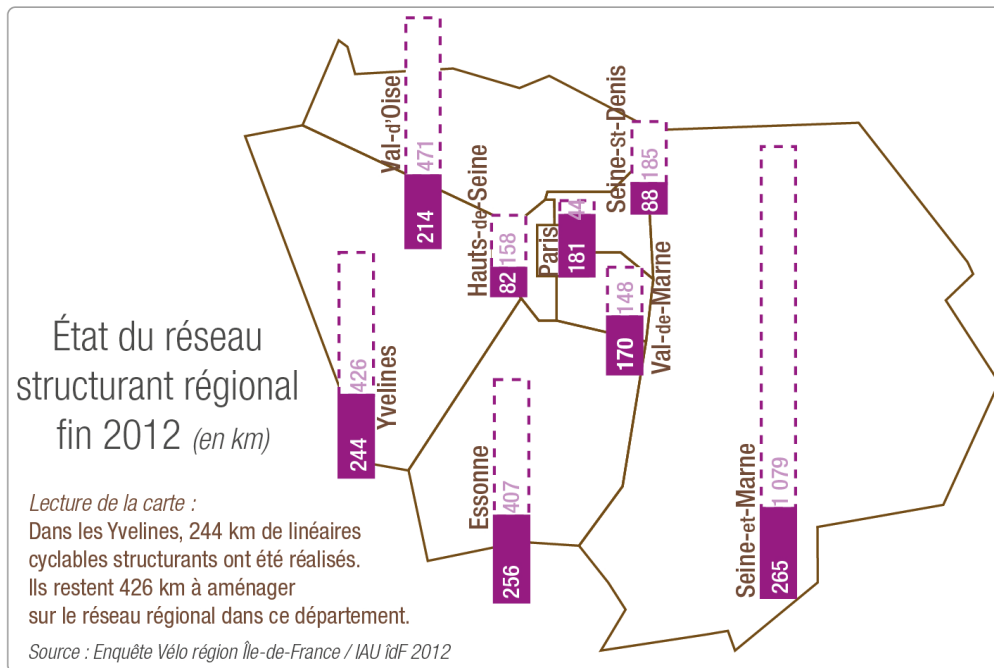 État du réseau
structurant régional
fin 2012 (en km)
Lecture de la carte :
Dans les Yvelines, 244 km de linéaires
cyclables structurants ont été réalisés.
Ils restent 426 km à aménager
sur le réseau régional dans ce département.
Source : Enquête Vélo région Île-de-France / IAU îdF 2012
Val-d'Oise
471
214
Hauts-de-Seine
158
82
Paris
44
181
Seine-st-Denis
185
88
Val-de-Marne
148
170
Yvelines
426
244
Essonne
407
256
Seine-et-Marne
1 079
265